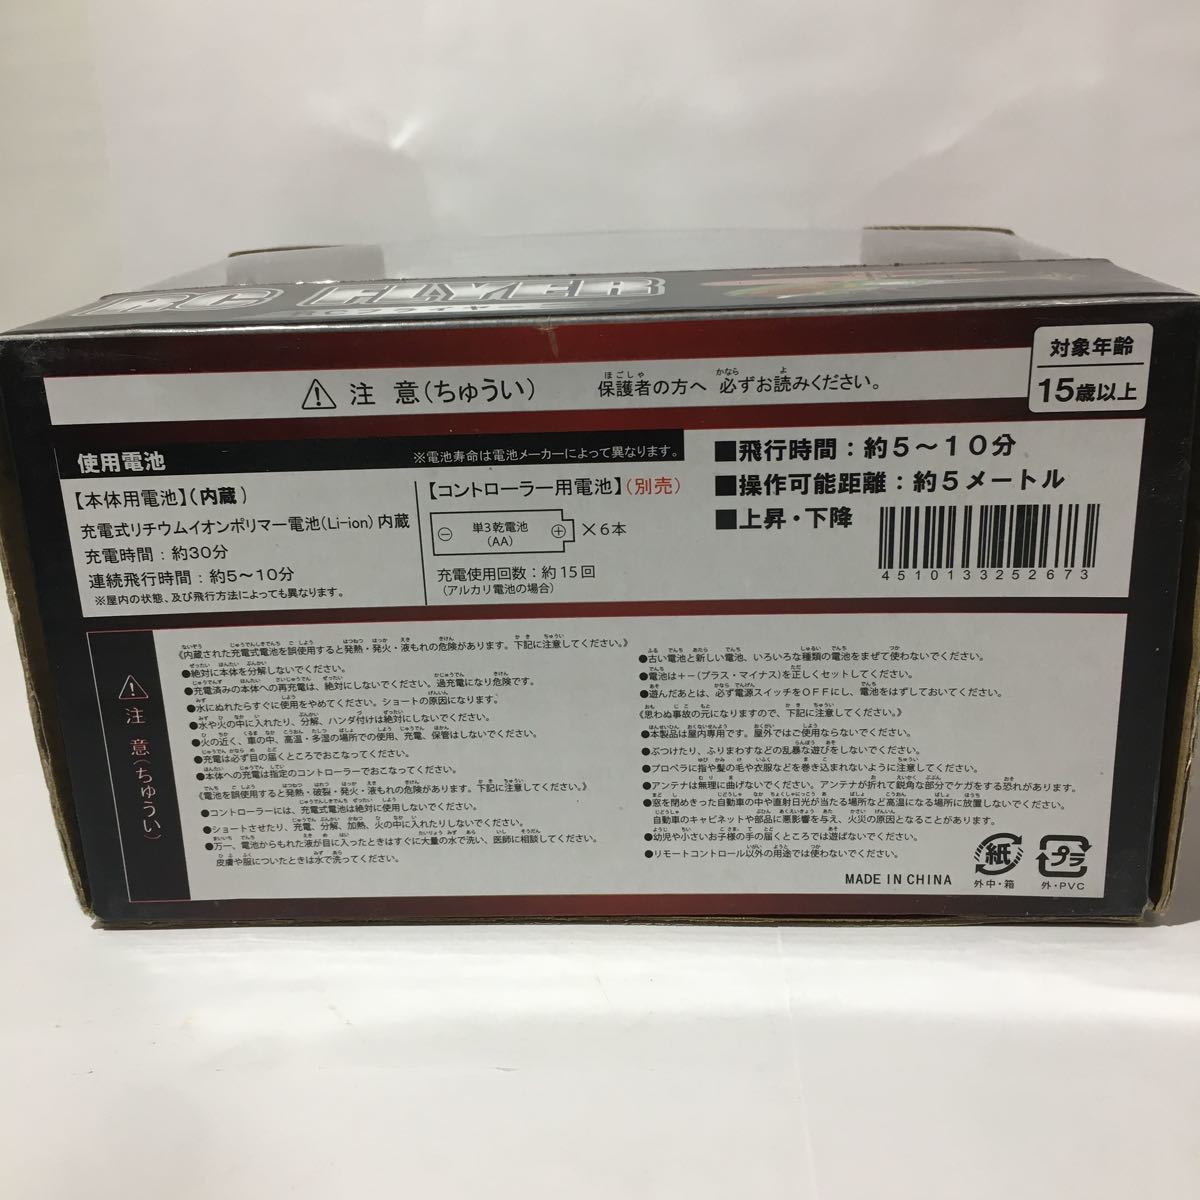 RC FLYER
RCフライヤー
⚠注 意(ちゅうい) 保護者の方へ 必ずお読みください。
ほごしゃ かなら よ
対象年齢
15歳以上
使用電池
※電池寿命は電池メーカーによって異なります。
【本体用電池】(内蔵)
充電式リチウムイオンポリマー電池(Li-ion)内蔵
充電時間：約30分
連続飛行時間：約5～10分
※屋内の状態、及び飛行方法によっても異なります。
【コントローラー用電池】(別売)
⊖ 単3乾電池 ⊕ ×6本
(AA)
充電使用回数：約15回
(アルカリ電池の場合)
■飛行時間：約5～10分
■操作可能距離：約5メートル
■上昇・下降
4510133252673
⚠注 意(ちゅうい)
《内蔵された充電式電池を誤使用すると発熱・発火・液もれの危険があります。下記に注意してください。》
●絶対に本体を分解しないでください。
●充電済みの本体への再充電は、絶対にしないでください。過充電になり危険です。
●水にぬれたらすぐに使用をやめてください。ショートの原因になります。
●水や火の中に入れたり、分解、ハンダ付けは絶対にしないでください。
●火の近く、車の中、高温・多湿の場所での使用、充電、保管はしないでください。
●充電は必ず目の届くところでおこなってください。
●本体への充電は指定のコントローラーでおこなってください。
《電池を誤使用すると発熱・破裂・発火・液もれの危険があります。下記に注意してください。》
●コントローラーには、充電式電池は絶対に使用しないでください。
●ショートさせたり、充電、分解、加熱、火の中に入れたりしないでください。
●万一、電池からもれた液が目に入ったときはすぐに大量の水で洗い、医師に相談してください。
皮膚や服についたときは水で洗ってください。
●古い電池と新しい電池、いろいろな種類の電池をまぜて使わないでください。
●電池は＋－(プラス・マイナス)を正しくセットしてください。
●遊んだあとは、必ず電源スイッチをOFFにし、電池をはずしておいてください。
《思わぬ事故の元になりますので、下記に注意してください》
●本製品は屋内専用です。屋外ではご使用にならないでください。
●ぶつけたり、ふりまわすなどの乱暴な遊びをしないでください。
●プロペラに指や髪の毛や衣服などを巻き込まれないように注意してください。
●アンテナは無理に曲げないでください。アンテナが折れて鋭角な部分でケガをする恐れがあります。
●窓を閉めきった自動車の中や直射日光が当たる場所など高温になる場所に放置しないでください。
自動車のキャビネットや部品に悪影響を与え、火災の原因となることがあります。
●幼児や小さいお子様の手の届くところでは遊ばないでください。
●リモートコントロール以外の用途では使わないでください。
MADE IN CHINA
紙
外中・箱
プラ
外・PVC